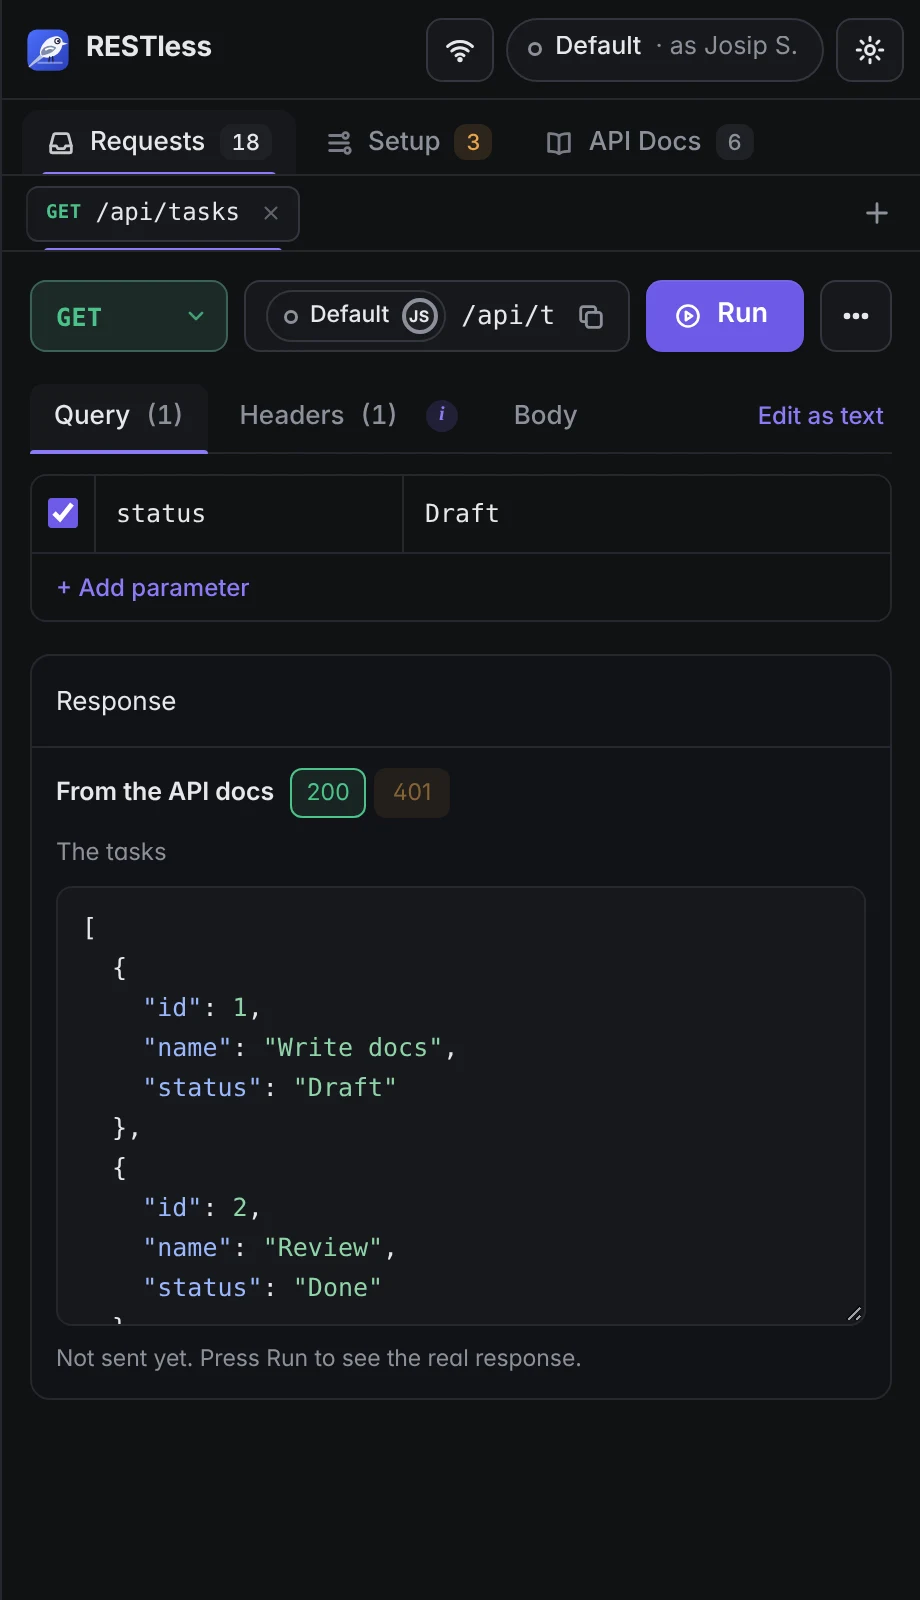 RESTless
Default · as Josip S.
Requests 18 Setup 3 API Docs 6
GET /api/tasks
GET Default JS /api/t Run
Query (1) Headers (1) i Body Edit as text
status Draft
+ Add parameter
Response
From the API docs 200 401
The tasks
[
{
"id": 1,
"name": "Write docs",
"status": "Draft"
},
{
"id": 2,
"name": "Review",
"status": "Done"
}
Not sent yet. Press Run to see the real response.